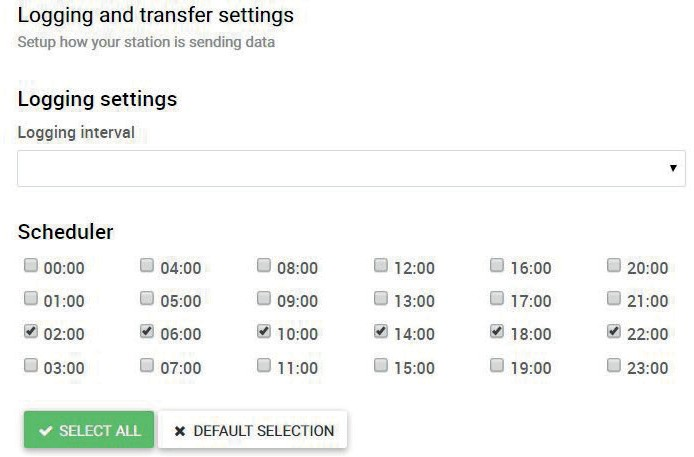 Logging and transfer settings
Setup how your station is sending data
Logging settings
Logging interval
Scheduler
00:00 04:00 08:00 12:00 16:00 20:00
01:00 05:00 09:00 13:00 17:00 21:00
02:00 06:00 10:00 14:00 18:00 22:00
03:00 07:00 11:00 15:00 19:00 23:00
SELECT ALL DEFAULT SELECTION